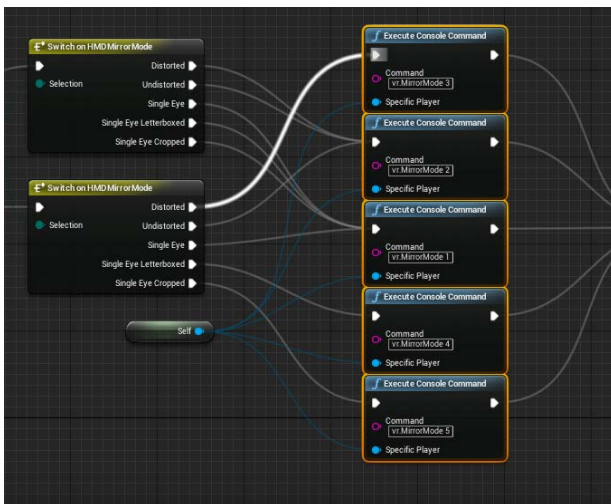 Switch on HMDMirrorMode
Distorted
Selection
Undistorted
Single Eye
Single Eye Letterboxed
Single Eye Cropped
Switch on HMDMirrorMode
Distorted
Selection
Undistorted
Single Eye
Single Eye Letterboxed
Single Eye Cropped
Self
Execute Console Command
Command
vr.MirrorMode 3
Specific Player
Execute Console Command
Command
vr.MirrorMode 2
Specific Player
Execute Console Command
Command
vr.MirrorMode 1
Specific Player
Execute Console Command
Command
vr.MirrorMode 4
Specific Player
Execute Console Command
Command
vr.MirrorMode 5
Specific Player